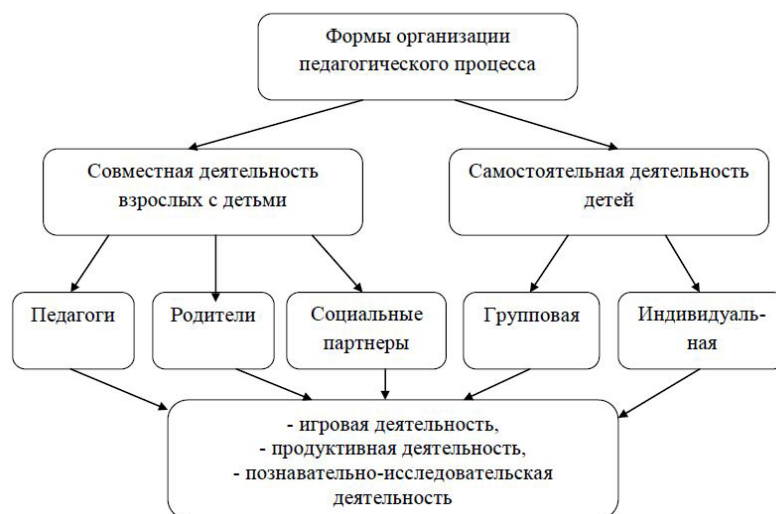 Формы организации
педагогического процесса
Совместная деятельность
взрослых с детьми
Самостоятельная деятельность
детей
Педагоги
Родители
Социальные
партнеры
Групповая
Индивидуаль-
ная
- игровая деятельность,
- продуктивная деятельность,
- познавательно-исследовательская
деятельность